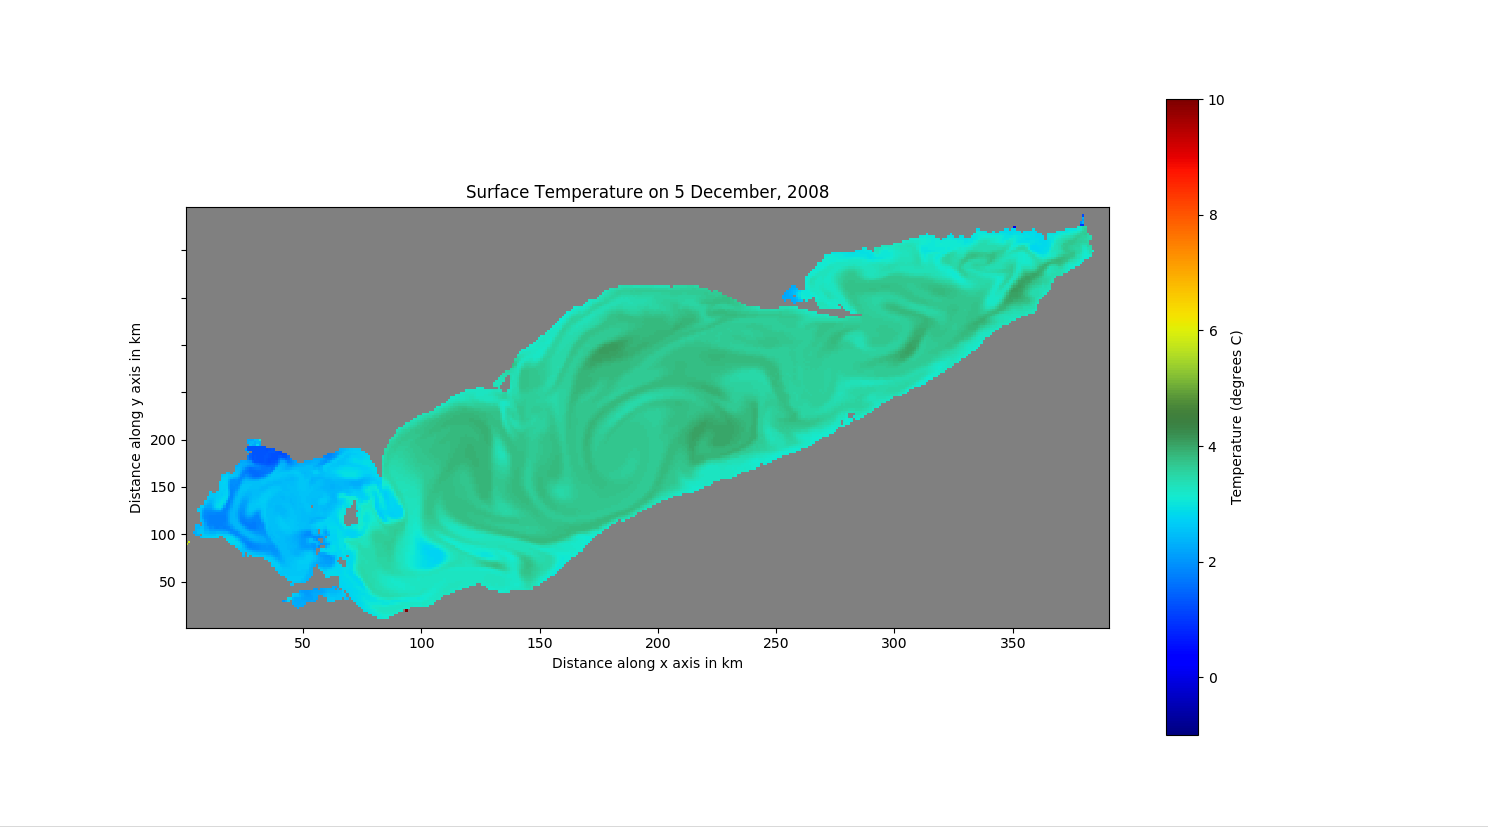 Surface Temperature on 5 December, 2008
Distance along y axis in km
200
150
100
50
50 100 150 200 250 300 350
Distance along x axis in km
10
8
6
4
2
0
Temperature (degrees C)